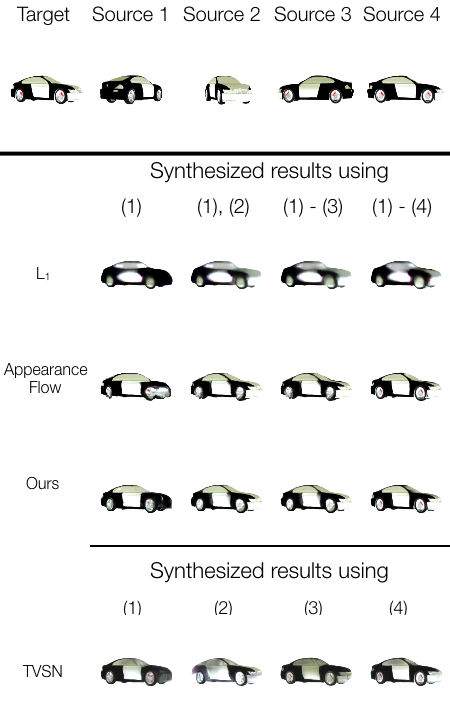 Target Source 1 Source 2 Source 3 Source 4
Synthesized results using
(1) (1), (2) (1) - (3) (1) - (4)
L1
Appearance
Flow
Ours
Synthesized results using
(1) (2) (3) (4)
TVSN